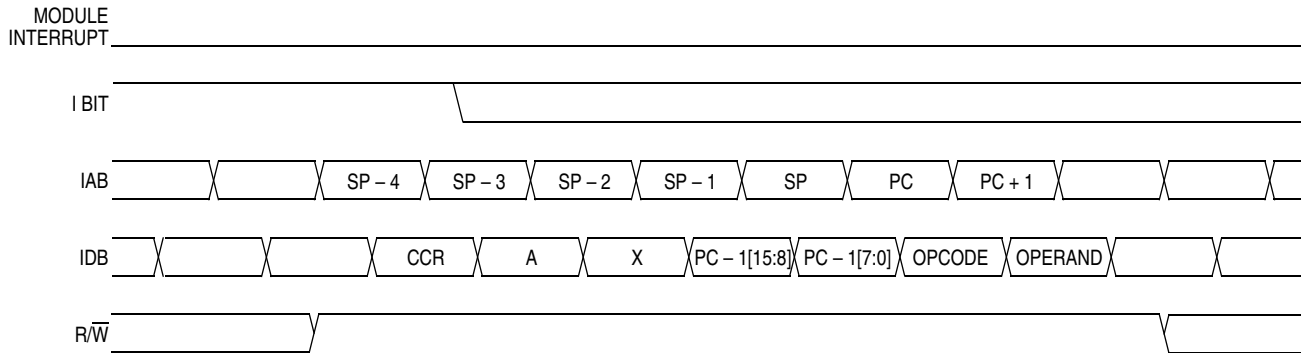 MODULE
INTERRUPT
I BIT
IAB SP – 4 SP – 3 SP – 2 SP – 1 SP PC PC + 1
IDB CCR A X PC – 1[15:8] PC – 1[7:0] OPCODE OPERAND
R/W̅